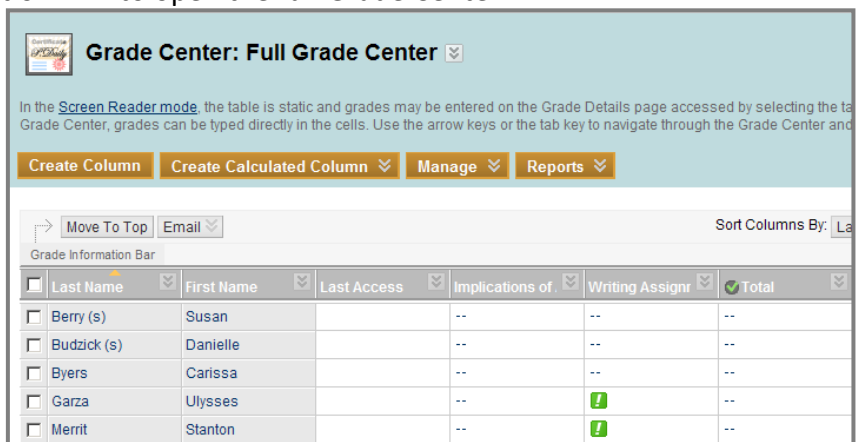 Grade Center: Full Grade Center
In the Screen Reader mode, the table is static and grades may be entered on the Grade Details page accessed by selecting the ta
Grade Center, grades can be typed directly in the cells. Use the arrow keys or the tab key to navigate through the Grade Center and
Create Column Create Calculated Column Manage Reports
Move To Top Email Sort Columns By: La
Grade Information Bar
Last Name First Name Last Access Implications of. Writing Assignr Total
Berry (s) Susan -- -- --
Budzick (s) Danielle -- -- --
Byers Carissa -- -- --
Garza Ulysses -- ! --
Merrit Stanton -- ! --